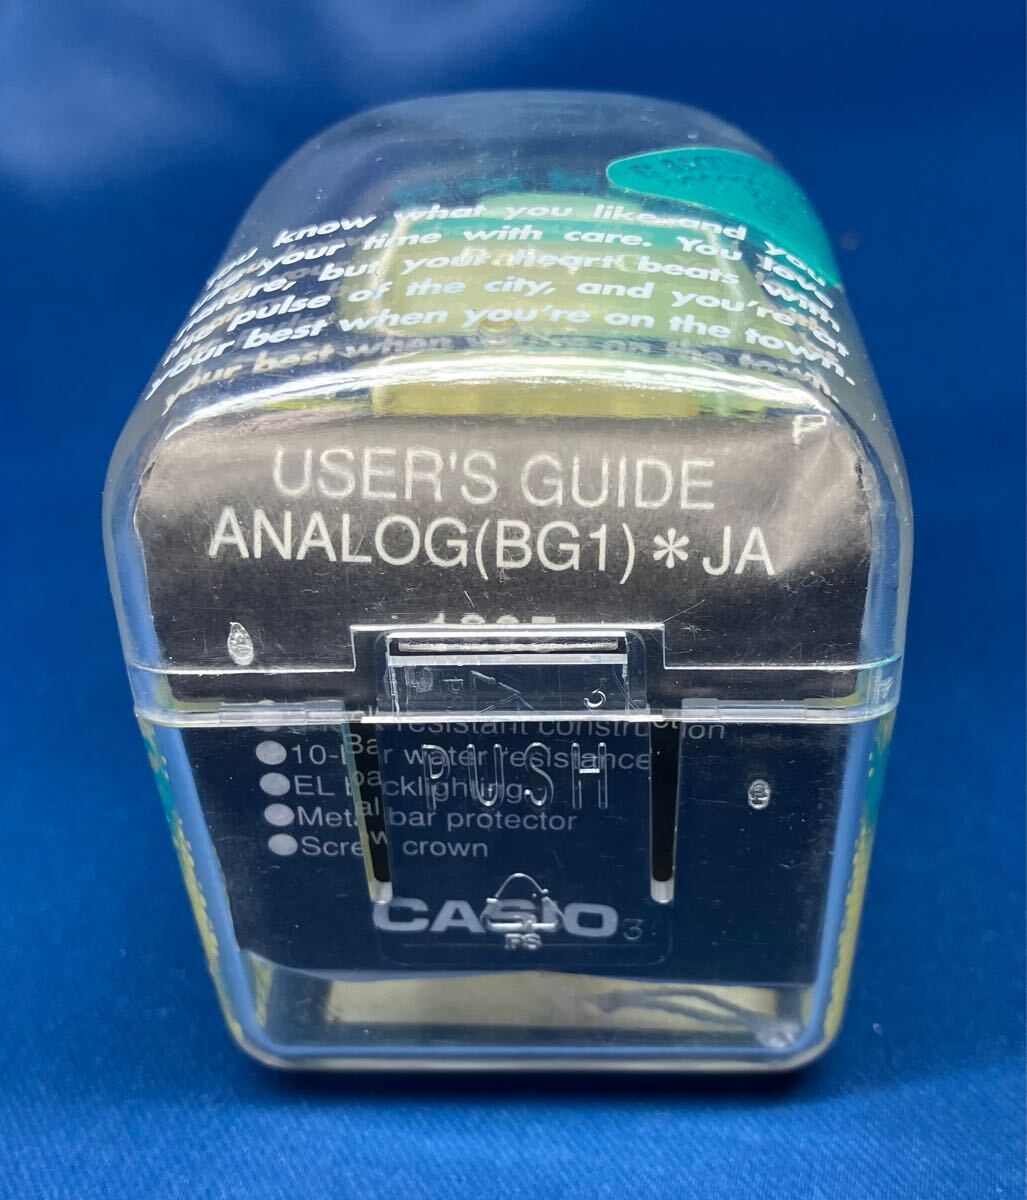 know what you like and you
your time with care. You love
nature, but your heart beats with
the pulse of the city, and you're at
your best when you're on the town.
USER'S GUIDE
ANALOG(BG1)*JA
resistant construction
●10-Bar water resistance
●EL backlighting
●Metal bar protector
●Screw crown
PUSH
CASIO
3
PS